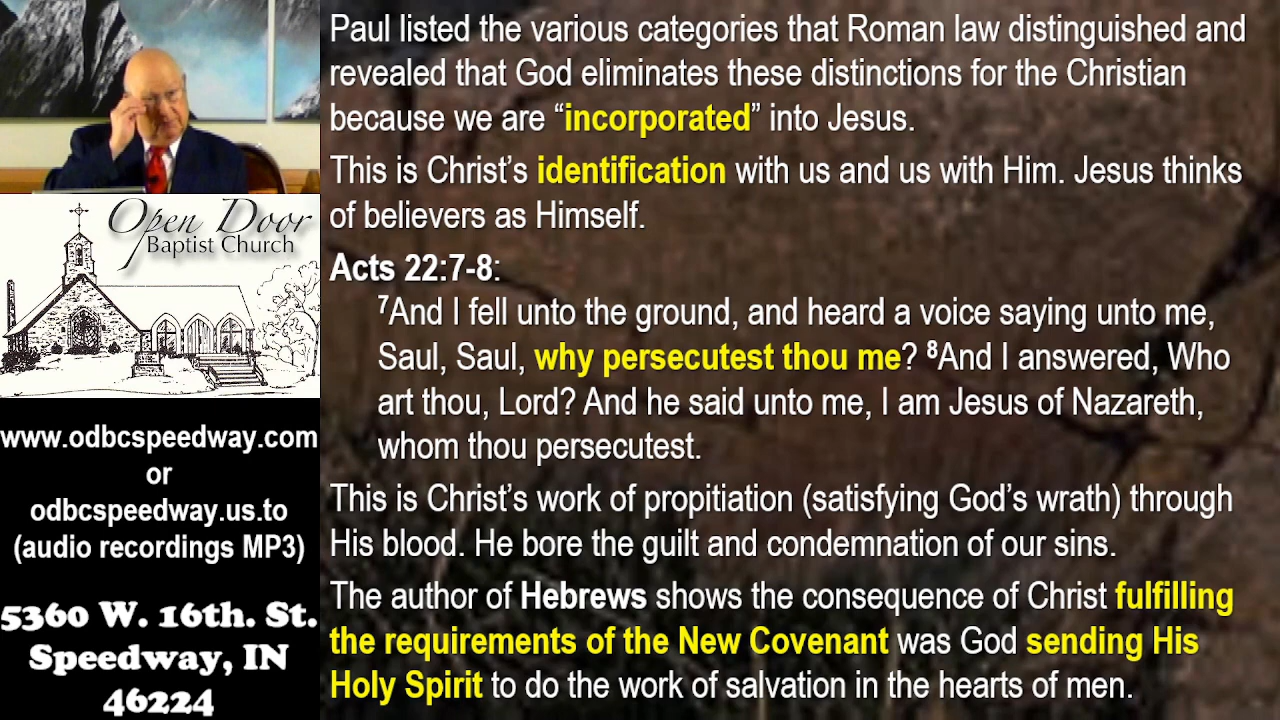 Open Door
Baptist Church
www.odbcspeedway.com
or
odbcspeedway.us.to
(audio recordings MP3)
5360 W. 16th. St.
Speedway, IN
46224
Paul listed the various categories that Roman law distinguished and
revealed that God eliminates these distinctions for the Christian
because we are “incorporated” into Jesus.
This is Christ’s identification with us and us with Him. Jesus thinks
of believers as Himself.
Acts 22:7-8:
⁷And I fell unto the ground, and heard a voice saying unto me,
Saul, Saul, why persecutest thou me? ⁸And I answered, Who
art thou, Lord? And he said unto me, I am Jesus of Nazareth,
whom thou persecutest.
This is Christ’s work of propitiation (satisfying God’s wrath) through
His blood. He bore the guilt and condemnation of our sins.
The author of Hebrews shows the consequence of Christ fulfilling
the requirements of the New Covenant was God sending His
Holy Spirit to do the work of salvation in the hearts of men.